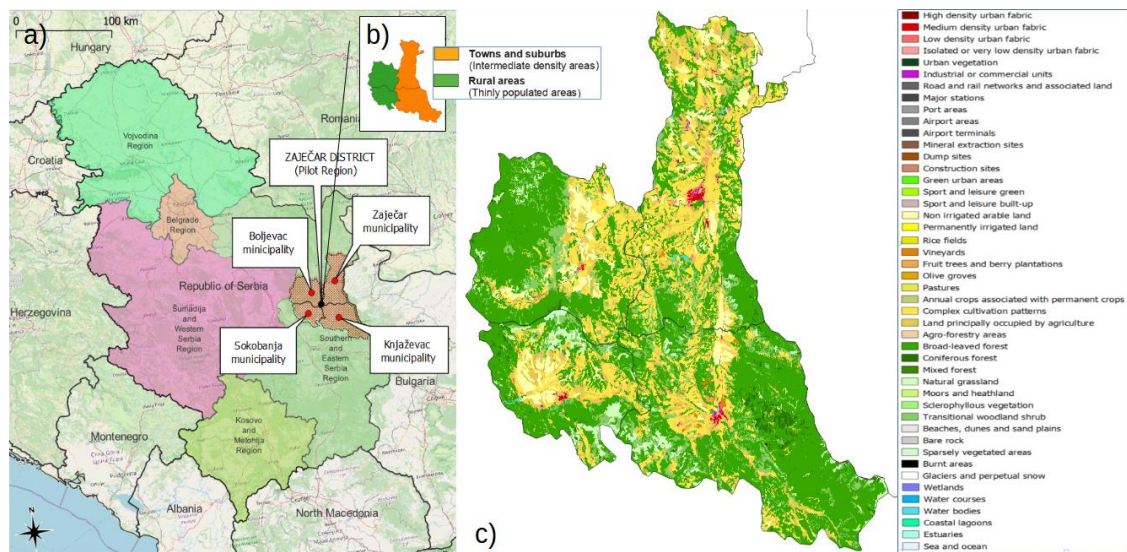 0
100 km
a)
Hungary
Romania
Croatia
Vojvodina
Region
Belgrade
Region
ZAJEČAR DISTRICT
(Pilot Region)
Zaječar
municipality
Boljevac
minicipality
Republic of Serbia
Herzegovina
Šumadija
and
Western
Serbia
Region
Sokobanja
municipality
Knjaževac
municipality
Southern
and
Eastern
Serbia
Region
Bulgaria
Kosovo
and
Metohija
Region
Montenegro
Albania
North Macedonia
N
b)
Towns and suburbs
(Intermediate density areas)
Rural areas
(Thinly populated areas)
c)
High density urban fabric
Medium density urban fabric
Low density urban fabric
Isolated or very low density urban fabric
Urban vegetation
Industrial or commercial units
Road and rail networks and associated land
Major stations
Port areas
Airport areas
Airport terminals
Mineral extraction sites
Dump sites
Construction sites
Green urban areas
Sport and leisure green
Sport and leisure built-up
Non irrigated arable land
Permanently irrigated land
Rice fields
Vineyards
Fruit trees and berry plantations
Olive groves
Pastures
Annual crops associated with permanent crops
Complex cultivation patterns
Land principally occupied by agriculture
Agro-forestry areas
Broad-leaved forest
Coniferous forest
Mixed forest
Natural grassland
Moors and heathland
Sclerophyllous vegetation
Transitional woodland shrub
Beaches, dunes and sand plains
Bare rock
Sparsely vegetated areas
Burnt areas
Glaciers and perpetual snow
Wetlands
Water courses
Water bodies
Coastal lagoons
Estuaries
Sea and ocean